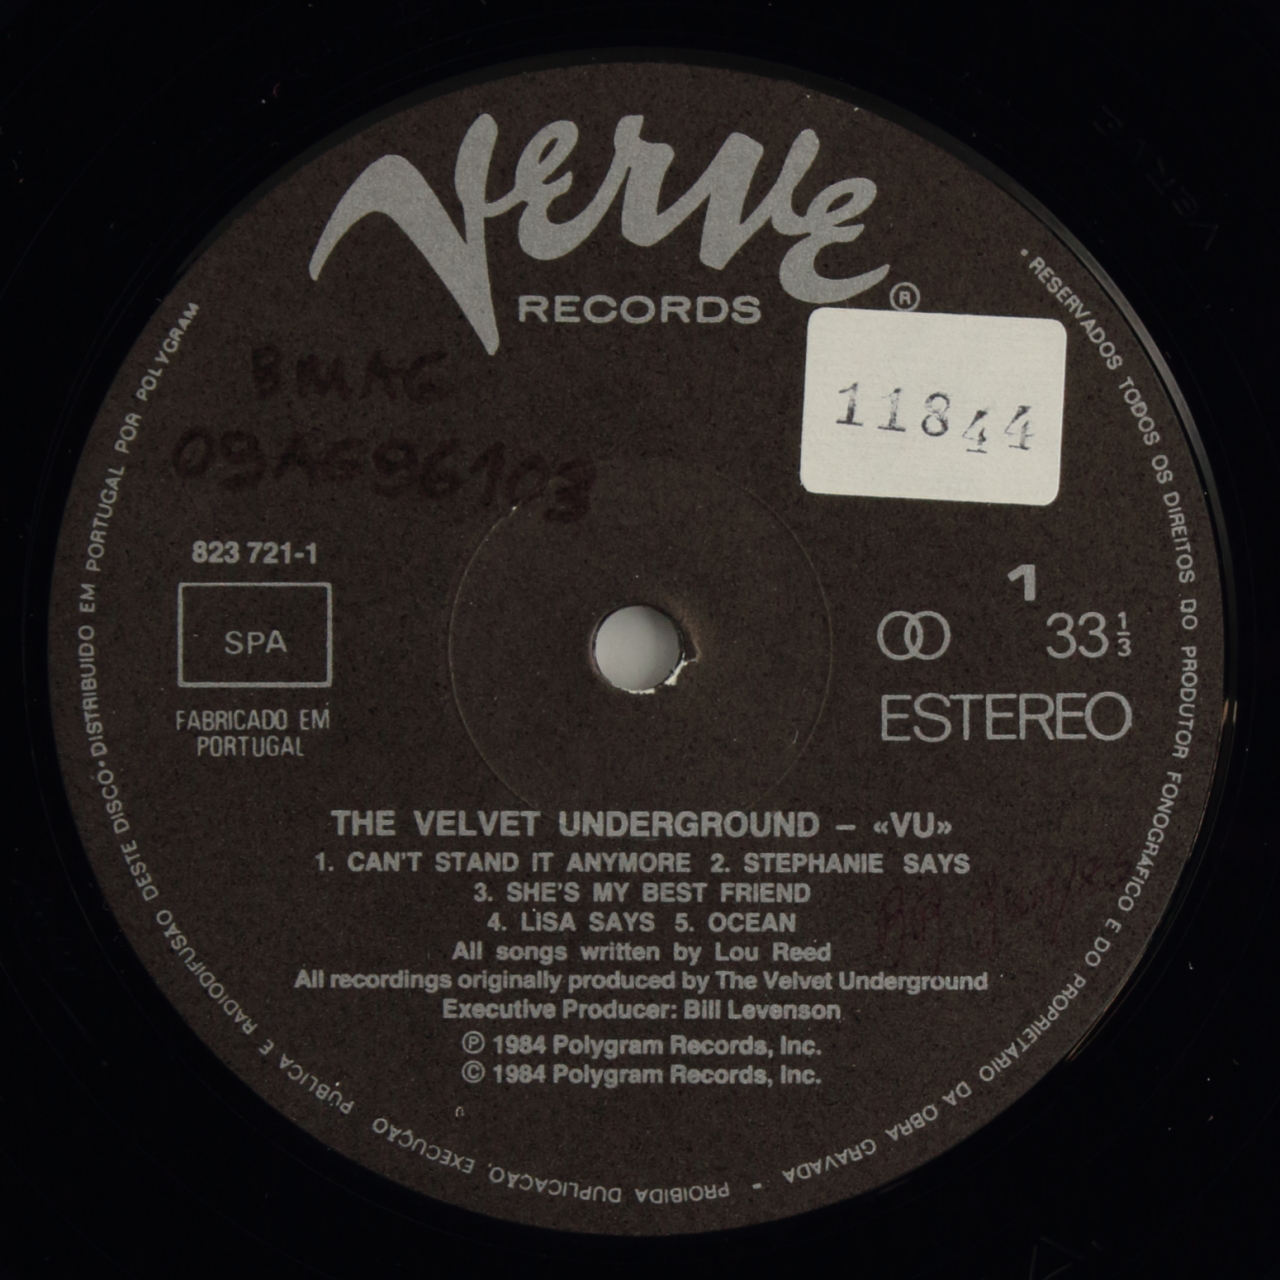 VERVE
RECORDS
®
BMAG
09AG96103
11844
823 721-1
SPA
FABRICADO EM
PORTUGAL
1
33 1/3
ESTEREO
THE VELVET UNDERGROUND – «VU»
1. CAN'T STAND IT ANYMORE 2. STEPHANIE SAYS
3. SHE'S MY BEST FRIEND
4. LISA SAYS 5. OCEAN
All songs written by Lou Reed
All recordings originally produced by The Velvet Underground
Executive Producer: Bill Levenson
℗ 1984 Polygram Records, Inc.
© 1984 Polygram Records, Inc.
• RESERVADOS TODOS OS DIREITOS DO PRODUTOR FONOGRÁFICO E DO PROPRIETÁRIO DA OBRA GRAVADA • PROIBIDA DUPLICAÇÃO, EXECUÇÃO PÚBLICA E RADIODIFUSÃO DESTE DISCO • DISTRIBUIDO EM PORTUGAL POR POLYGRAM